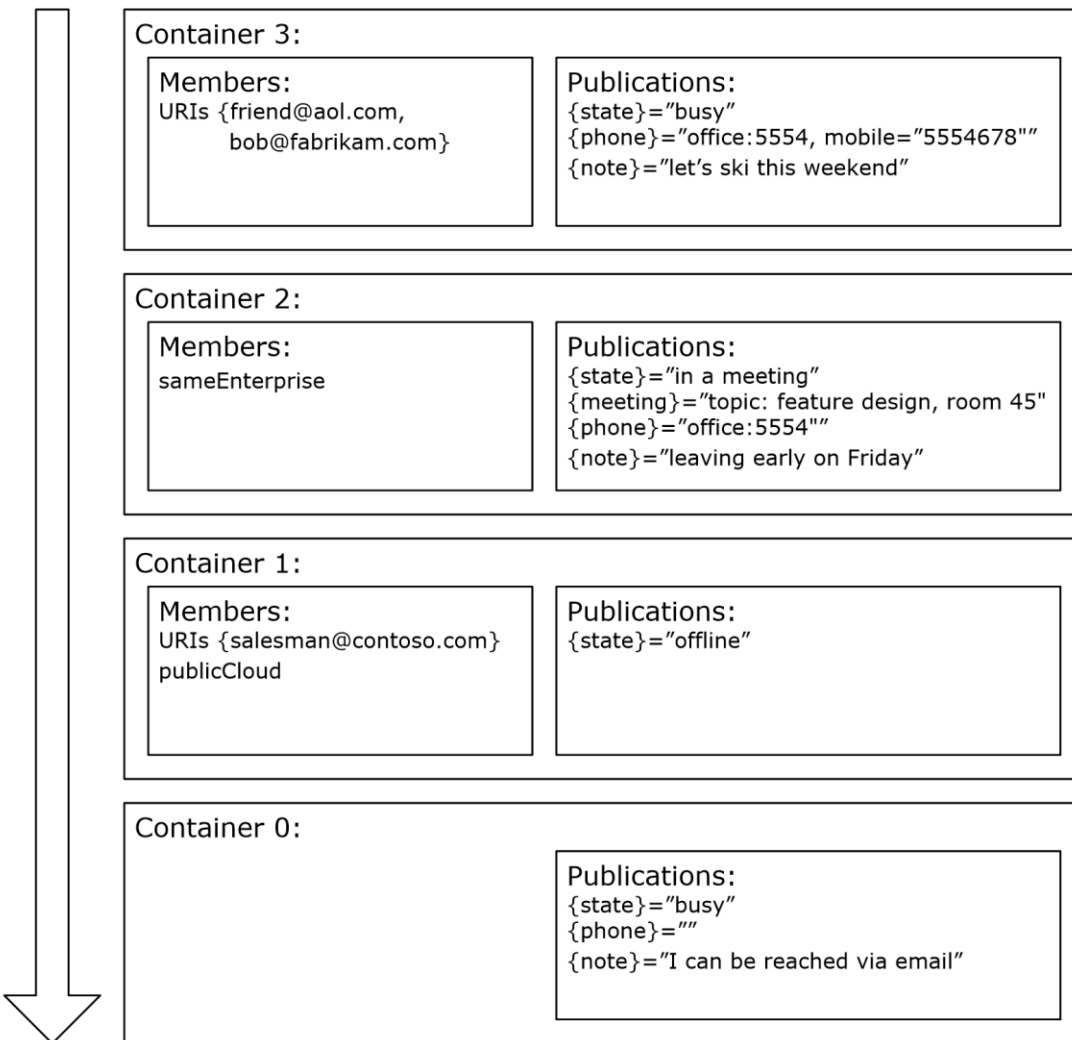 Container 3:
Members:
URIs {friend@aol.com,
bob@fabrikam.com}
Publications:
{state}=”busy”
{phone}=”office:5554, mobile=”5554678"”
{note}=”let’s ski this weekend”
Container 2:
Members:
sameEnterprise
Publications:
{state}=”in a meeting”
{meeting}=”topic: feature design, room 45"
{phone}=”office:5554"”
{note}=”leaving early on Friday”
Container 1:
Members:
URIs {salesman@contoso.com}
publicCloud
Publications:
{state}=”offline”
Container 0:
Publications:
{state}=”busy”
{phone}=””
{note}=”I can be reached via email”